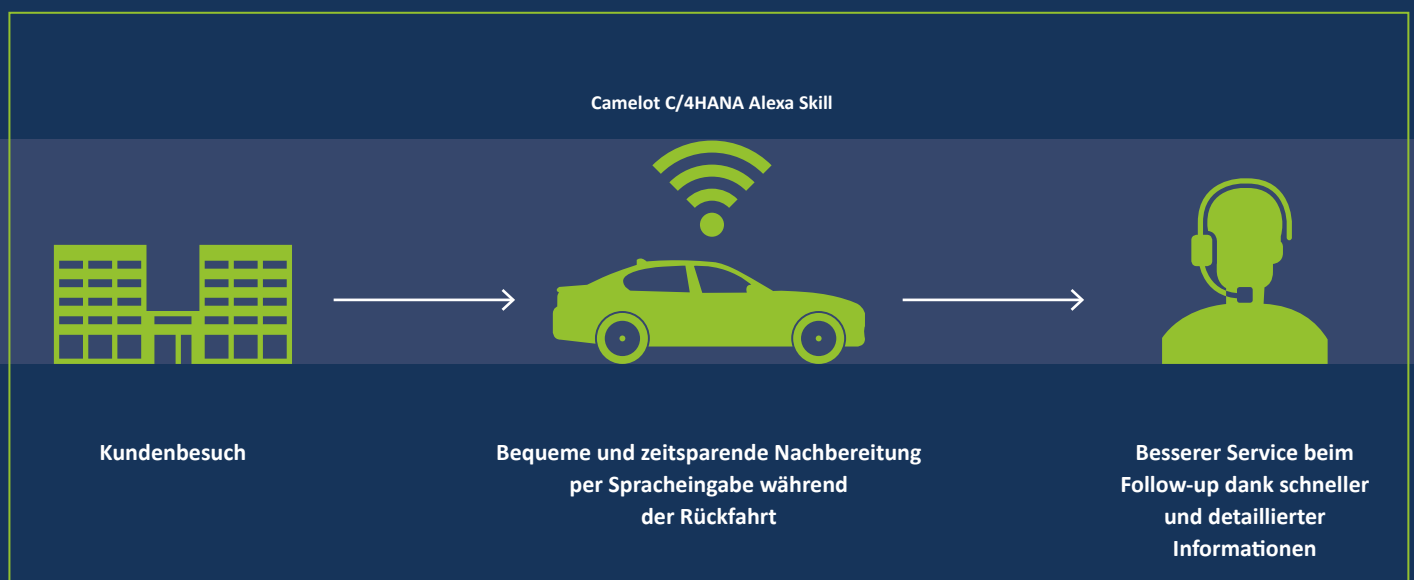 Camelot C/4HANA Alexa Skill
Kundenbesuch
Bequeme und zeitsparende Nachbereitung
per Spracheingabe während
der Rückfahrt
Besserer Service beim
Follow-up dank schneller
und detaillierter
Informationen